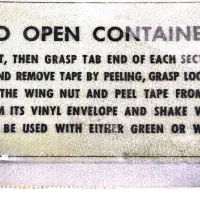 O OPEN CONTAINE
T, THEN GRASP TAB END OF EACH SEC
ND REMOVE TAPE BY PEELING, GRASP LOO
THE WING NUT AND PEEL TAPE FROM
M ITS VINYL ENVELOPE AND SHAKE V
BE USED WITH EITHER GREEN OR W